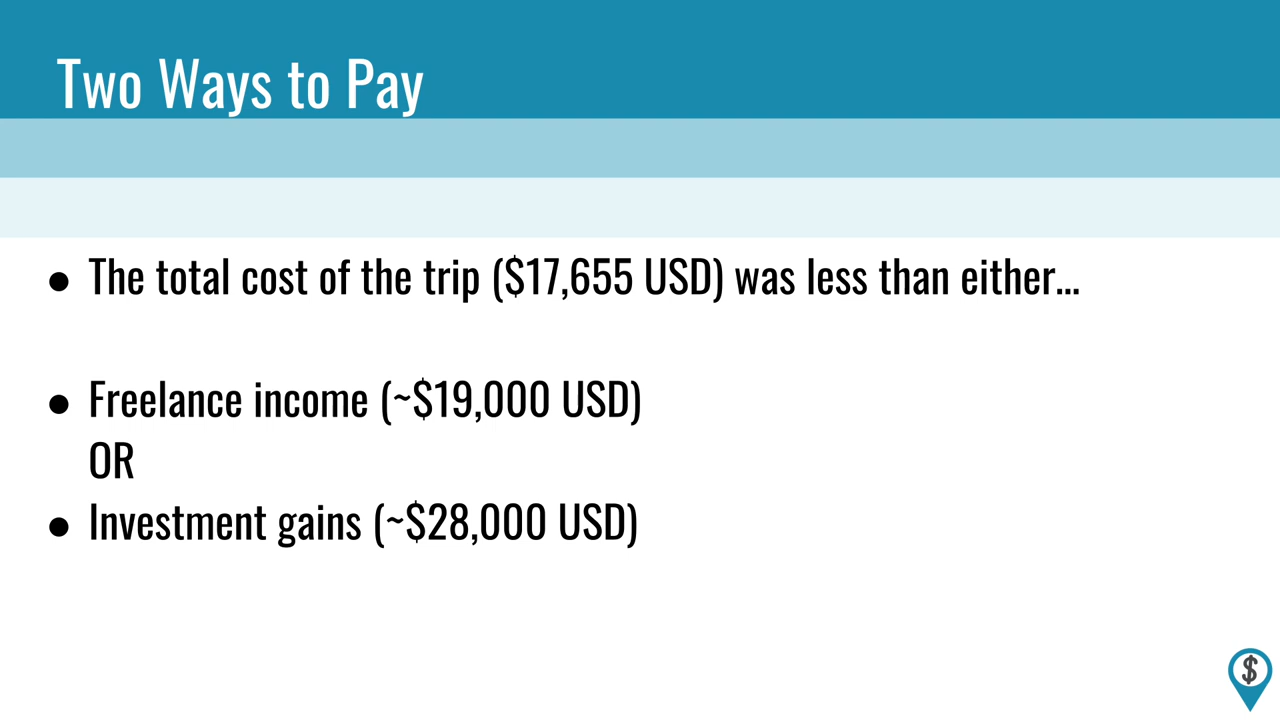 Two Ways to Pay
● The total cost of the trip ($17,655 USD) was less than either...
● Freelance income (~$19,000 USD)
OR
● Investment gains (~$28,000 USD)
$